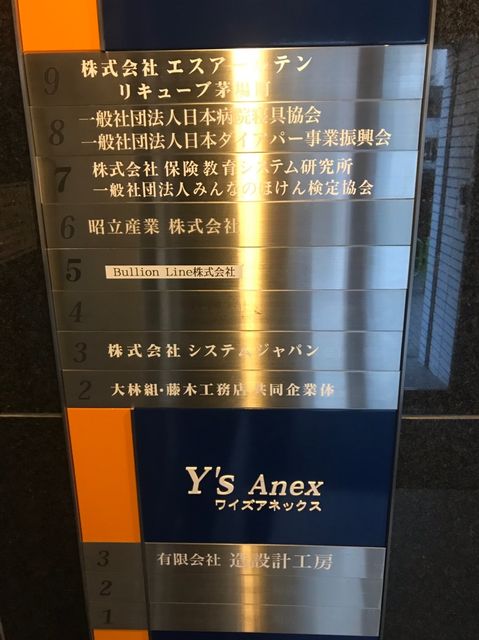 9 株式会社 エスアールテン
リキューブ茅場町
8 一般社団法人日本病院寝具協会
一般社団法人日本ダイアパー事業振興会
7 株式会社 保険教育システム研究所
一般社団法人みんなのほけん検定協会
6 昭立産業 株式会社
5 Bullion Line株式会社
4
3 株式会社 システムジャパン
2 大林組・藤木工務店共同企業体
Y's Anex
ワイズアネックス
3 有限会社 造設計工房
2
1